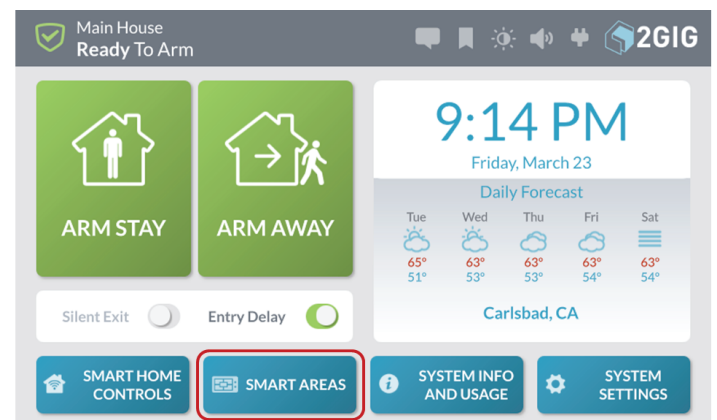 Main House
Ready To Arm
2GIG
ARM STAY
ARM AWAY
9:14 PM
Friday, March 23
Daily Forecast
Tue Wed Thu Fri Sat
65° 63° 63° 63° 63°
51° 53° 53° 54° 54°
Carlsbad, CA
Silent Exit
Entry Delay
SMART HOME
CONTROLS
SMART AREAS
i
SYSTEM INFO
AND USAGE
SYSTEM
SETTINGS